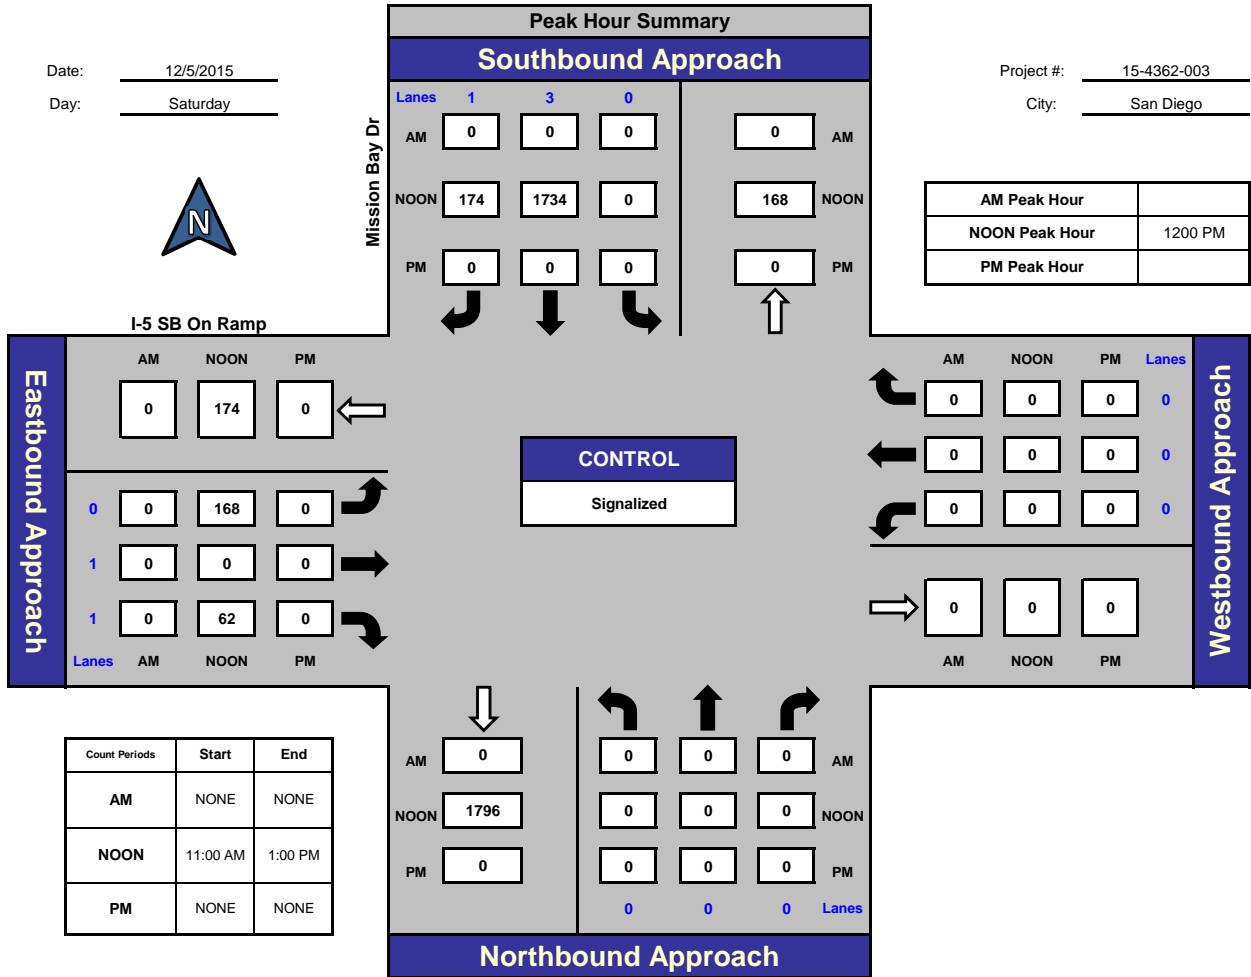 Peak Hour Summary
Southbound Approach
Date: 12/5/2015
Day: Saturday
Project #: 15-4362-003
City: San Diego
N
Mission Bay Dr
Lanes 1 3 0
AM 0 0 0 0 AM
NOON 174 1734 0 168 NOON
PM 0 0 0 0 PM
AM Peak Hour
NOON Peak Hour 1200 PM
PM Peak Hour
I-5 SB On Ramp
Eastbound Approach
AM NOON PM
0 174 0
0 0 168 0
1 0 0 0
1 0 62 0
Lanes AM NOON PM
CONTROL
Signalized
AM NOON PM Lanes
0 0 0 0
0 0 0 0
0 0 0 0
0 0 0
AM NOON PM
Westbound Approach
Count Periods Start End
AM NONE NONE
NOON 11:00 AM 1:00 PM
PM NONE NONE
AM 0 0 0 0 AM
NOON 1796 0 0 0 NOON
PM 0 0 0 0 PM
0 0 0 Lanes
Northbound Approach